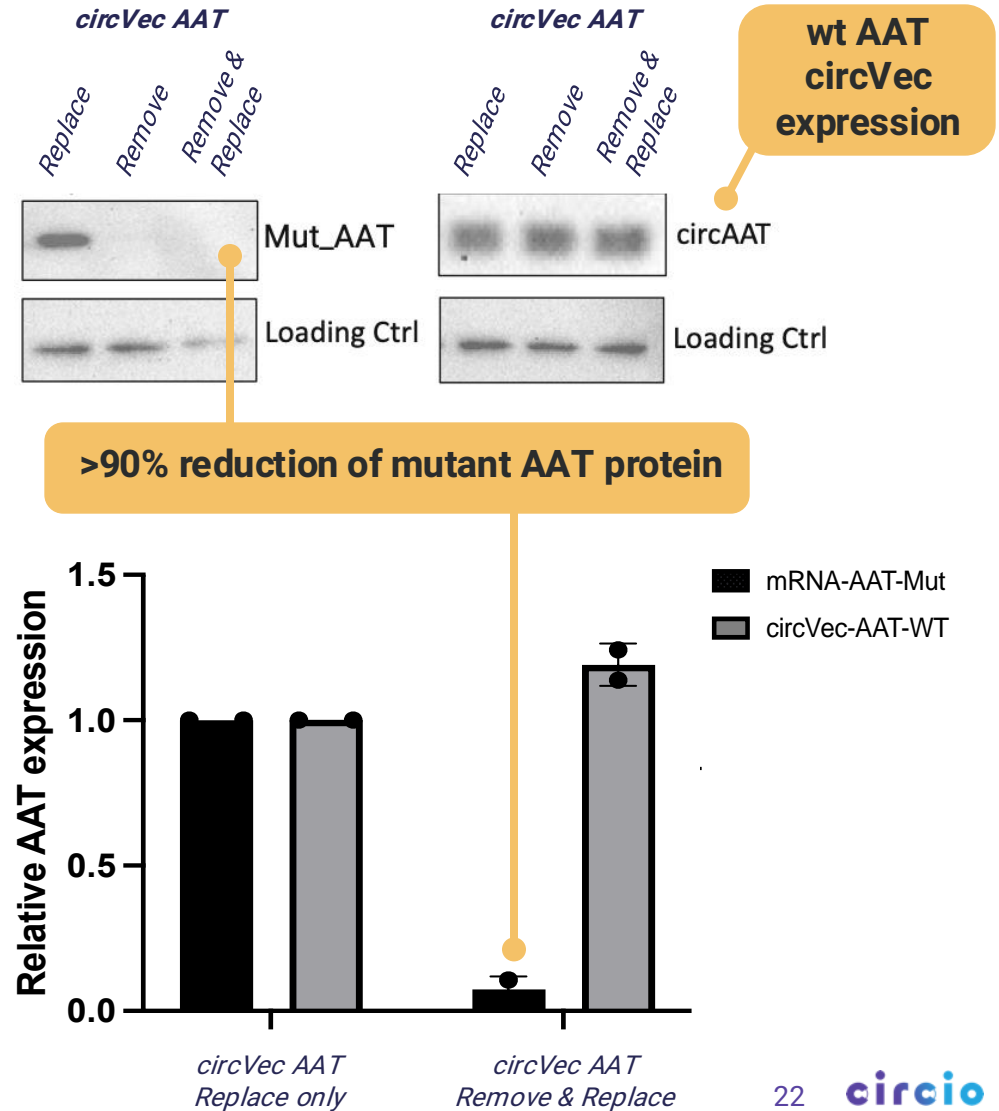 circVec AAT
Replace
Remove
Remove &
Replace
Mut_AAT
Loading Ctrl
circVec AAT
Replace
Remove
Remove &
Replace
circAAT
Loading Ctrl
wt AAT
circVec
expression
>90% reduction of mutant AAT protein
Relative AAT expression
1.5
1.0
0.5
0.0
mRNA-AAT-Mut
circVec-AAT-WT
circVec AAT
Replace only
circVec AAT
Remove & Replace
22
circio